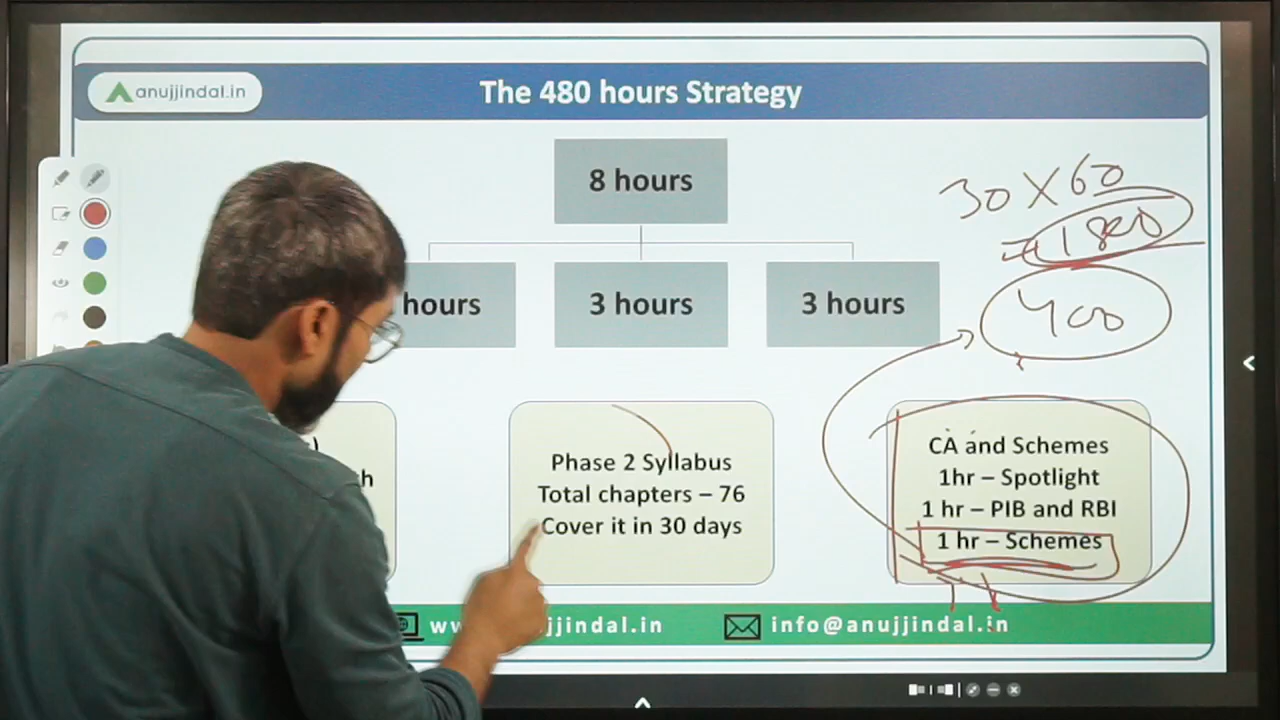 anujjindal.in
The 480 hours Strategy
8 hours
30 X 60
1800
400
hours
3 hours
3 hours
Phase 2 Syllabus
Total chapters – 76
Cover it in 30 days
CA and Schemes
1hr – Spotlight
1 hr – PIB and RBI
1 hr – Schemes
jjindal.in
info@anujjindal.in